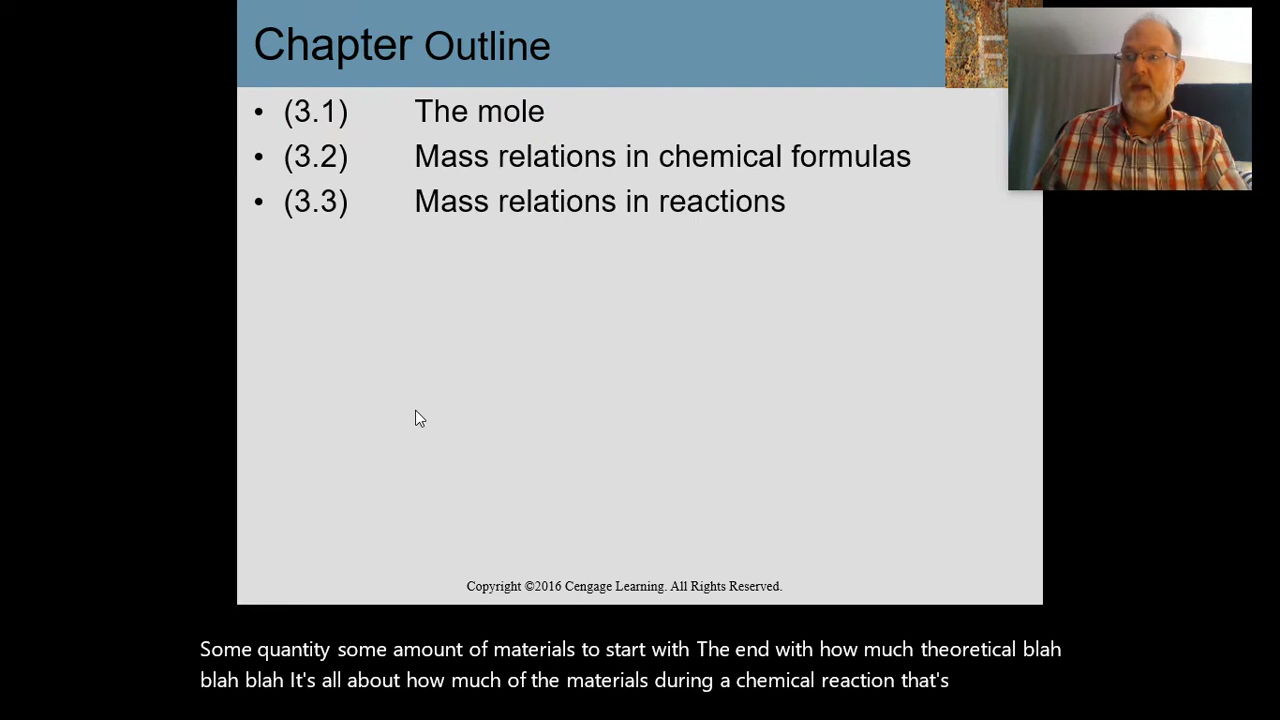 Chapter Outline
• (3.1) The mole
• (3.2) Mass relations in chemical formulas
• (3.3) Mass relations in reactions
Copyright ©2016 Cengage Learning. All Rights Reserved.
Some quantity some amount of materials to start with The end with how much theoretical blah
blah blah It's all about how much of the materials during a chemical reaction that's